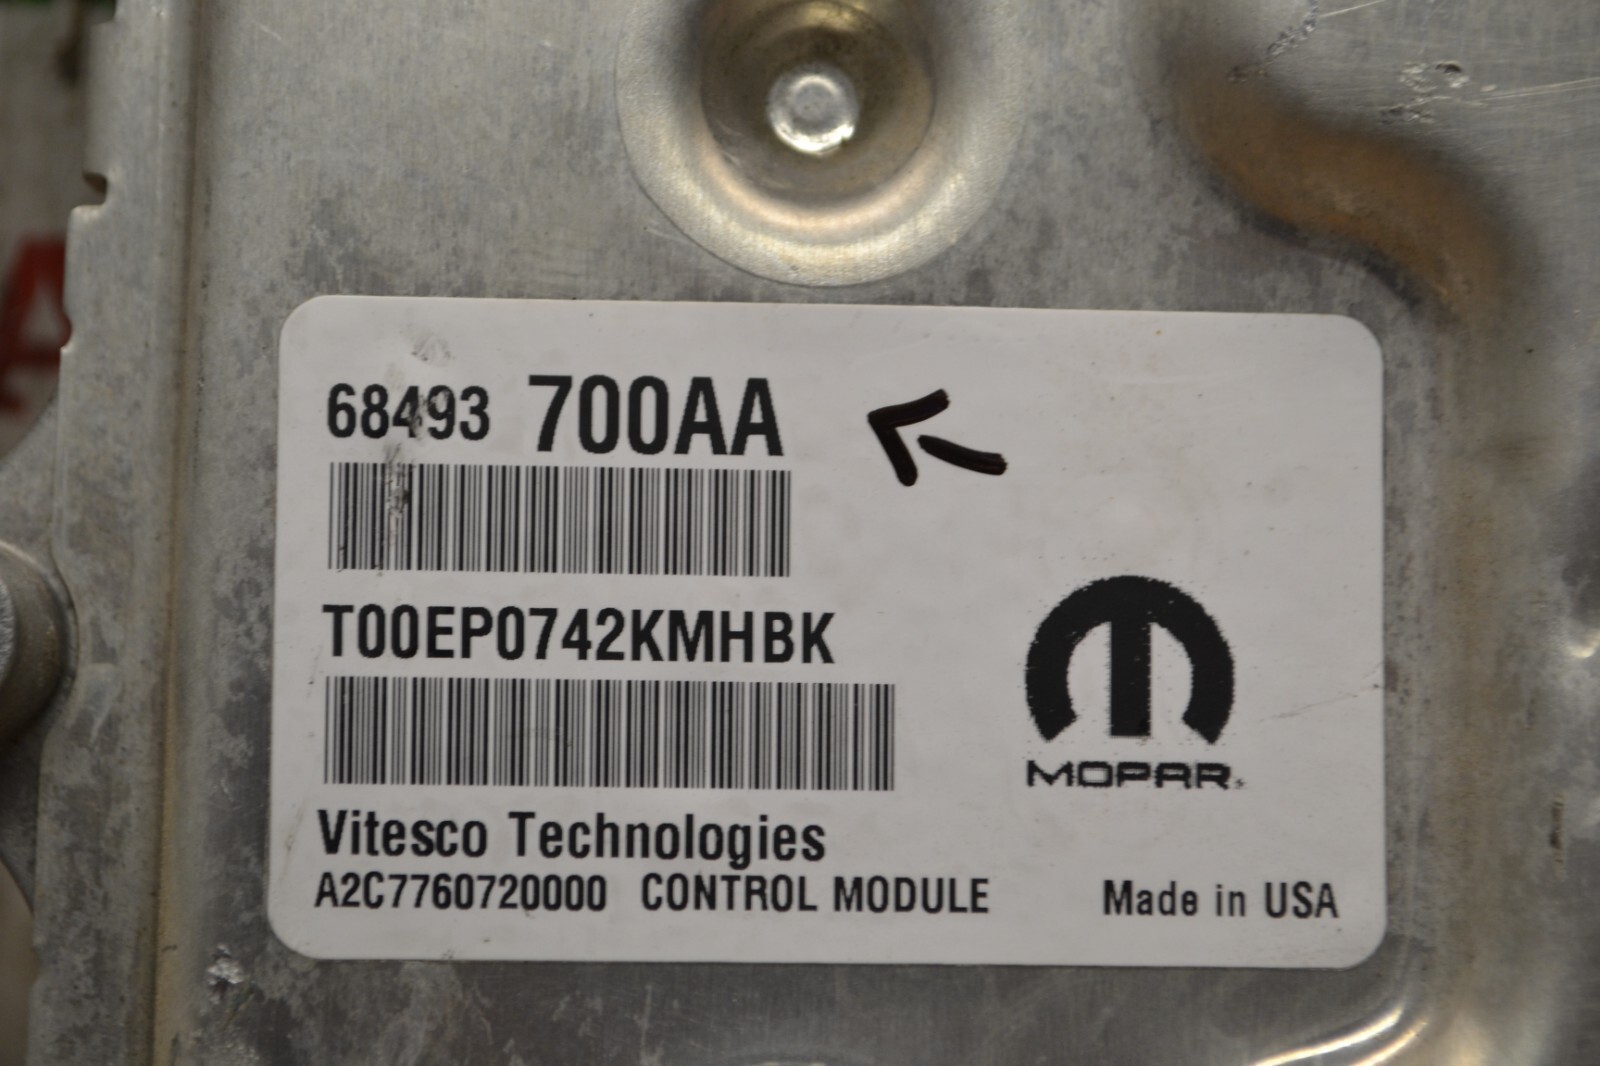 68493 700AA
T00EP0742KMHBK
MOPAR
Vitesco Technologies
A2C7760720000 CONTROL MODULE Made in USA
A